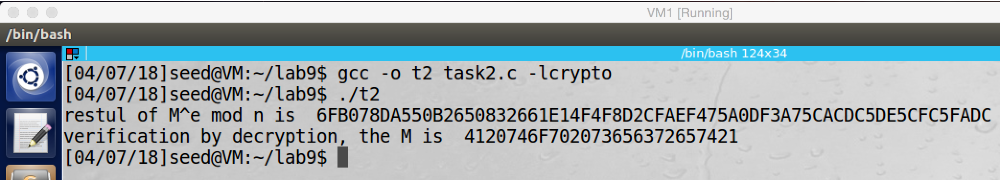 VM1 [Running]
/bin/bash
/bin/bash 124x34
[04/07/18]seed@VM:~/lab9$ gcc -o t2 task2.c -lcrypto
[04/07/18]seed@VM:~/lab9$ ./t2
restul of M^e mod n is  6FB078DA550B2650832661E14F4F8D2CFAEF475A0DF3A75CACDC5DE5CFC5FADC
verification by decryption, the M is  4120746F702073656372657421
[04/07/18]seed@VM:~/lab9$